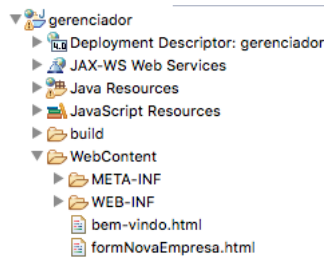 gerenciador
Deployment Descriptor: gerenciador
JAX-WS Web Services
Java Resources
JavaScript Resources
build
WebContent
META-INF
WEB-INF
bem-vindo.html
formNovaEmpresa.html